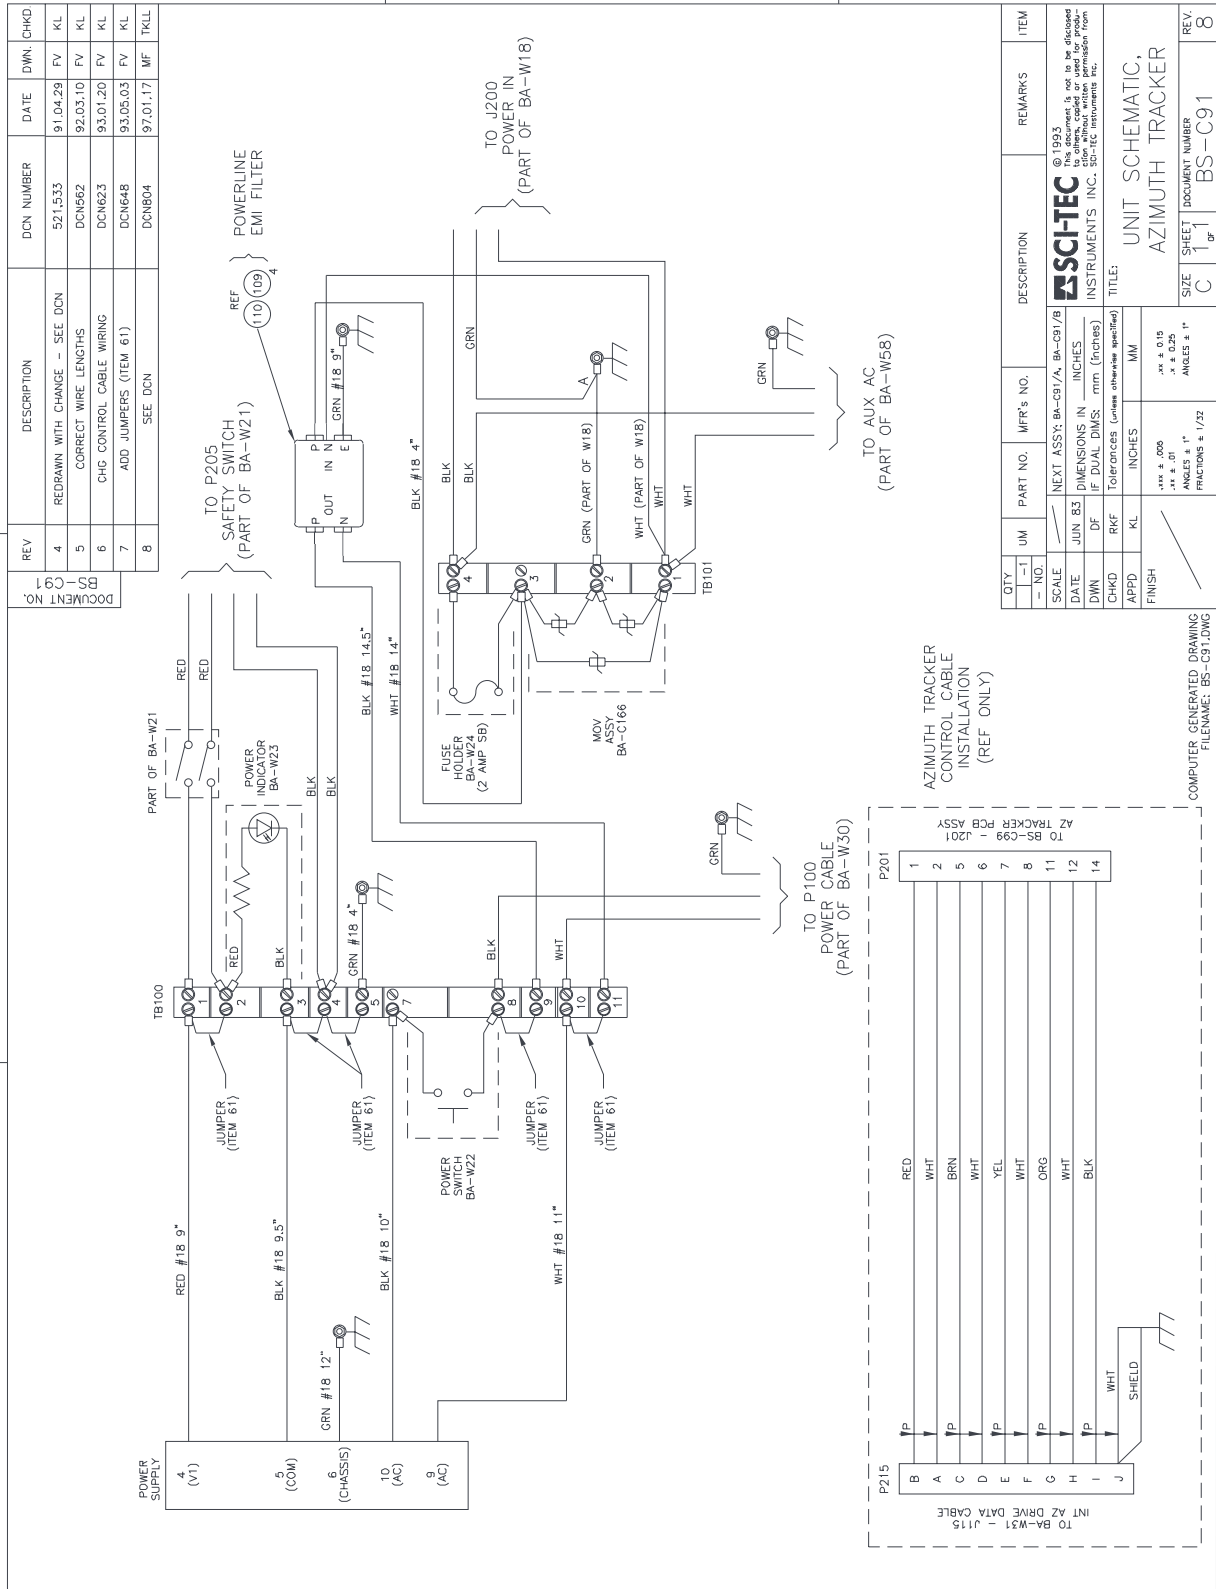 DOCUMENT NO.
BS-C91
REV
DESCRIPTION
DCN NUMBER
DATE
DWN.
CHKD.
4
REDRAWN WITH CHANGE - SEE DCN
521,533
91.04.29
FV
KL
5
CORRECT WIRE LENGTHS
DCN562
92.03.10
FV
KL
6
CHG CONTROL CABLE WIRING
DCN623
93.01.20
FV
KL
7
ADD JUMPERS (ITEM 61)
DCN648
93.05.03
FV
KL
8
SEE DCN
DCN804
97.01.17
MF
TKLL
POWER
SUPPLY
4
(V1)
5
(COM)
6
(CHASSIS)
10
(AC)
9
(AC)
RED #18 9"
BLK #18 9.5"
GRN #18 12"
BLK #18 10"
WHT #18 11"
JUMPER
(ITEM 61)
JUMPER
(ITEM 61)
POWER
SWITCH
BA-W22
JUMPER
(ITEM 61)
JUMPER
(ITEM 61)
TB100
1
2
3
4
5
7
8
9
10
11
RED
BLK
GRN #18 4"
BLK
WHT
PART OF BA-W21
POWER
INDICATOR
BA-W23
RED
RED
BLK
BLK
TO P205
SAFETY SWITCH
(PART OF BA-W21)
BLK #18 14.5"
WHT #18 14"
REF
110
109
4
POWERLINE
EMI FILTER
P
OUT
N
P
IN
N
E
GRN #18 9"
BLK #18 4"
FUSE
HOLDER
BA-W24
(2 AMP SB)
MOV
ASSY
BA-C166
4
3
2
1
TB101
BLK
BLK
GRN (PART OF W18)
WHT (PART OF W18)
WHT
WHT
GRN
A
TO J200
POWER IN
(PART OF BA-W18)
GRN
TO AUX AC
(PART OF BA-W58)
GRN
TO P100
POWER CABLE
(PART OF BA-W30)
AZIMUTH TRACKER
CONTROL CABLE
INSTALLATION
(REF ONLY)
P215
TO BA-W31 - J115
INT AZ DRIVE DATA CABLE
B
A
C
D
E
F
G
H
I
J
P
P
P
P
P
RED
WHT
BRN
WHT
YEL
WHT
ORG
WHT
BLK
WHT
SHIELD
P201
1
2
5
6
7
8
11
12
14
TO BS-C99 - J201
AZ TRACKER PCB ASSY
COMPUTER GENERATED DRAWING
FILENAME: BS-C91.DWG
QTY
-1
- NO.
UM
PART NO.
MFR's NO.
DESCRIPTION
REMARKS
ITEM
SCALE
DATE
JUN 83
DWN
DF
CHKD
RKF
APPD
KL
FINISH
NEXT ASSY: BA-C91/A, BA-C91/B
DIMENSIONS IN INCHES
IF DUAL DIMS: mm (inches)
Tolerances (unless otherwise specified)
INCHES
MM
.xxx ± .006
.xx ± .01
ANGLES ± 1°
FRACTIONS ± 1/32
.xx ± 0.15
.x ± 0.25
ANGLES ± 1°
SCI-TEC
INSTRUMENTS INC.
© 1993
This document is not to be disclosed
to others, copied or used for produ-
ction without written permission from
SCI-TEC Instruments Inc.
TITLE:
UNIT SCHEMATIC,
AZIMUTH TRACKER
SIZE
C
SHEET
1 OF 1
DOCUMENT NUMBER
BS-C91
REV.
8